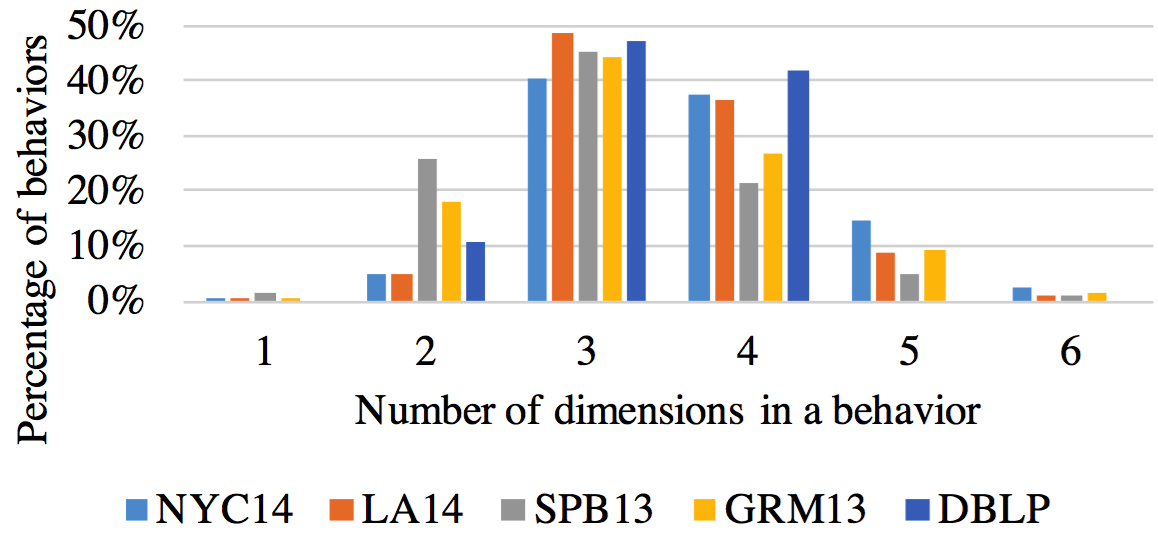 Percentage of behaviors
50%
40%
30%
20%
10%
0%
1 2 3 4 5 6
Number of dimensions in a behavior
NYC14 LA14 SPB13 GRM13 DBLP